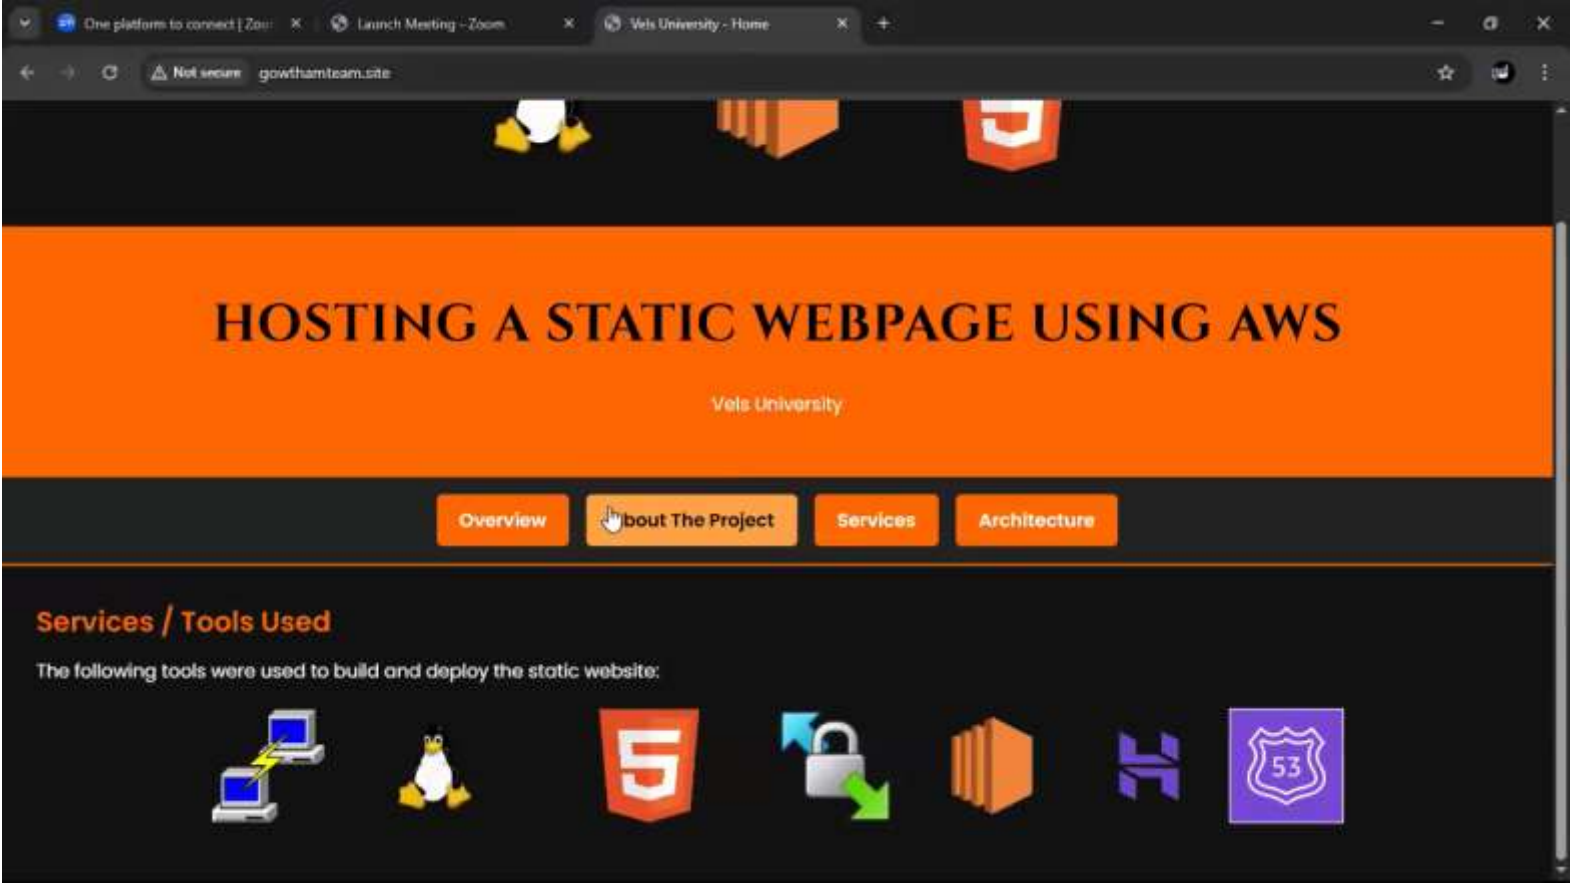 One platform to connect | Zoo
Launch Meeting - Zoom
Vels University - Home
Not secure
gowthamteam.site
5
HOSTING A STATIC WEBPAGE USING AWS
Vels University
Overview
bout The Project
Services
Architecture
Services / Tools Used
The following tools were used to build and deploy the static website:
5
53